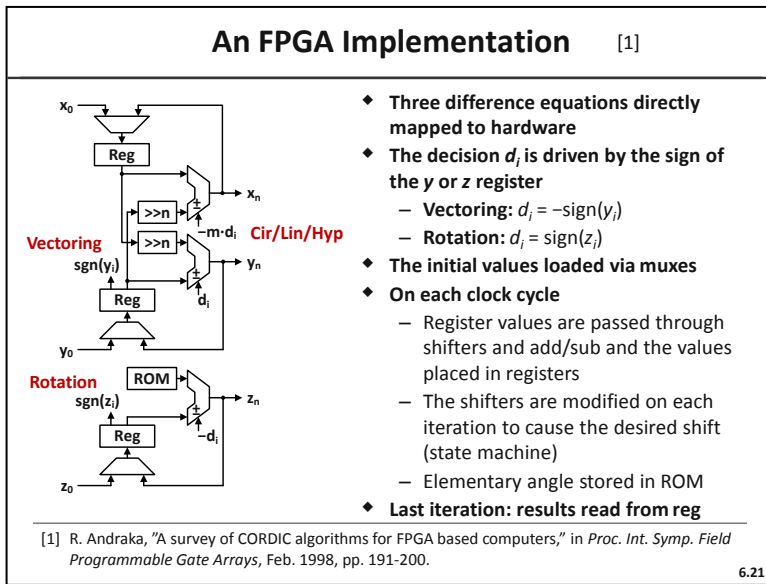 An FPGA Implementation [1]
x₀
Reg
>>n
±
xₙ
−m·dᵢ
Cir/Lin/Hyp
Vectoring
sgn(yᵢ)
>>n
±
yₙ
dᵢ
Reg
y₀
Rotation
sgn(zᵢ)
ROM
±
zₙ
−dᵢ
Reg
z₀
◆ Three difference equations directly
mapped to hardware
◆ The decision dᵢ is driven by the sign of
the y or z register
– Vectoring: dᵢ = −sign(yᵢ)
– Rotation: dᵢ = sign(zᵢ)
◆ The initial values loaded via muxes
◆ On each clock cycle
– Register values are passed through
shifters and add/sub and the values
placed in registers
– The shifters are modified on each
iteration to cause the desired shift
(state machine)
– Elementary angle stored in ROM
◆ Last iteration: results read from reg
[1] R. Andraka, ”A survey of CORDIC algorithms for FPGA based computers,” in Proc. Int. Symp. Field
Programmable Gate Arrays, Feb. 1998, pp. 191-200.
6.21